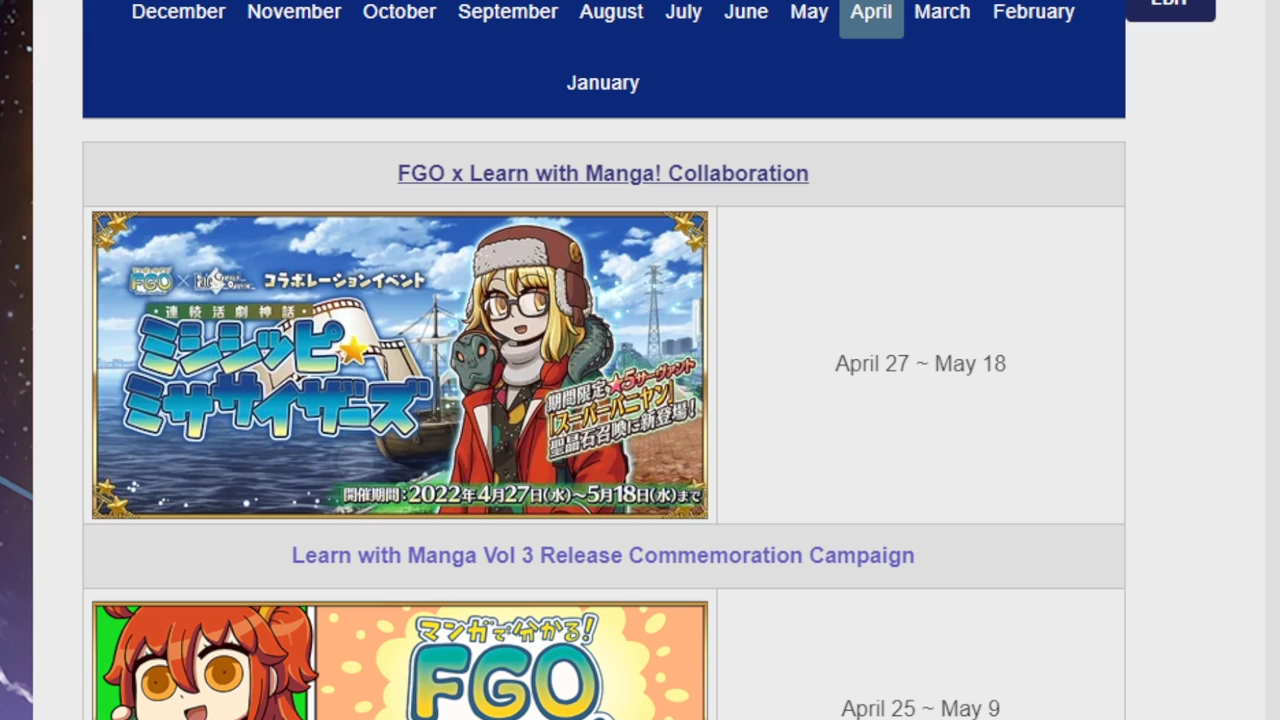 December November October September August July June May April March February
EDIT
January
FGO x Learn with Manga! Collaboration
FGO × Fate コラボレーションイベント
・連続活劇神話・
ミシシッピ★
ミササイザーズ
期間限定★5サーヴァント
「スーパーバニヤン」
聖晶石召喚に新登場!
開催期間:2022年4月27日(水)~5月18日(水)まで
April 27 ~ May 18
Learn with Manga Vol 3 Release Commemoration Campaign
マンガで分かる!
FGO
April 25 ~ May 9